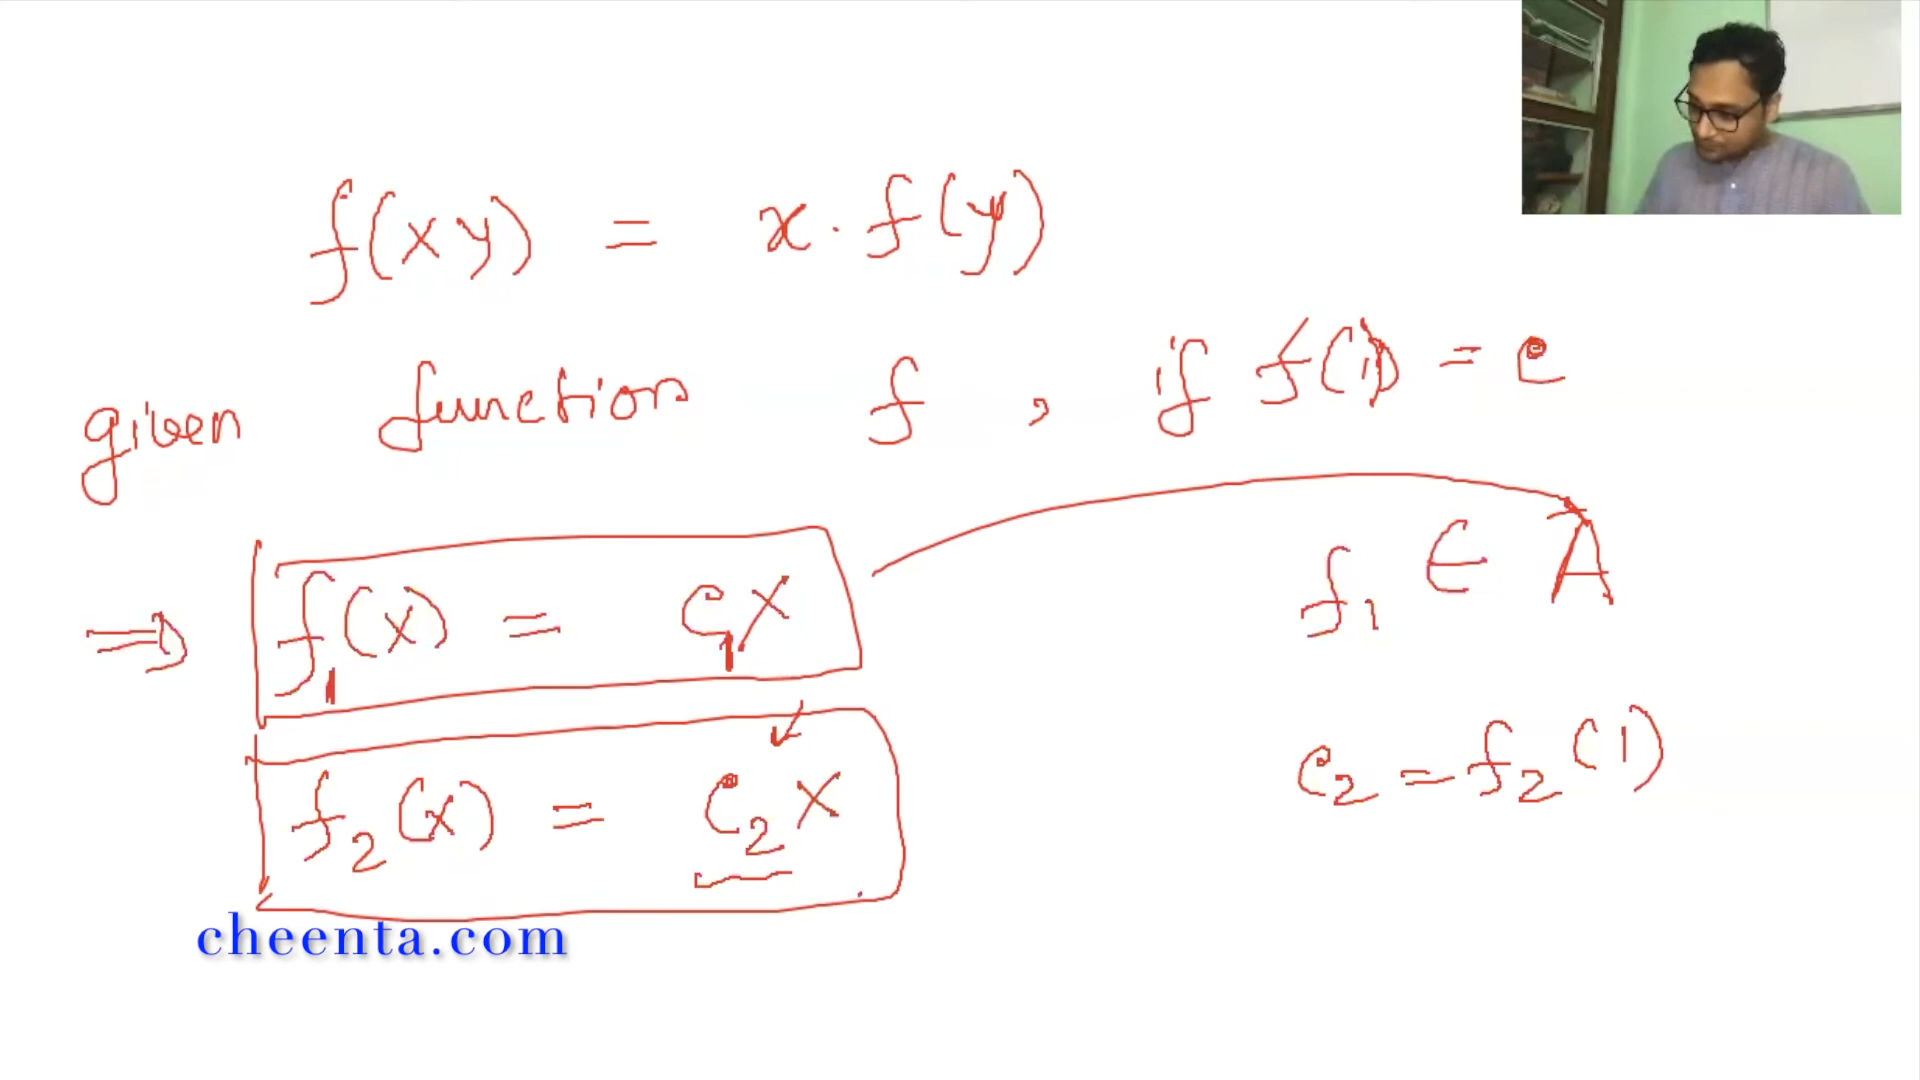 f(xy) = x·f(y)
given function f, if f(1) = c
⇒ f₁(x) = c₁x
f₁ ∈ A
f₂(x) = c₂x
c₂ = f₂(1)
cheenta.com